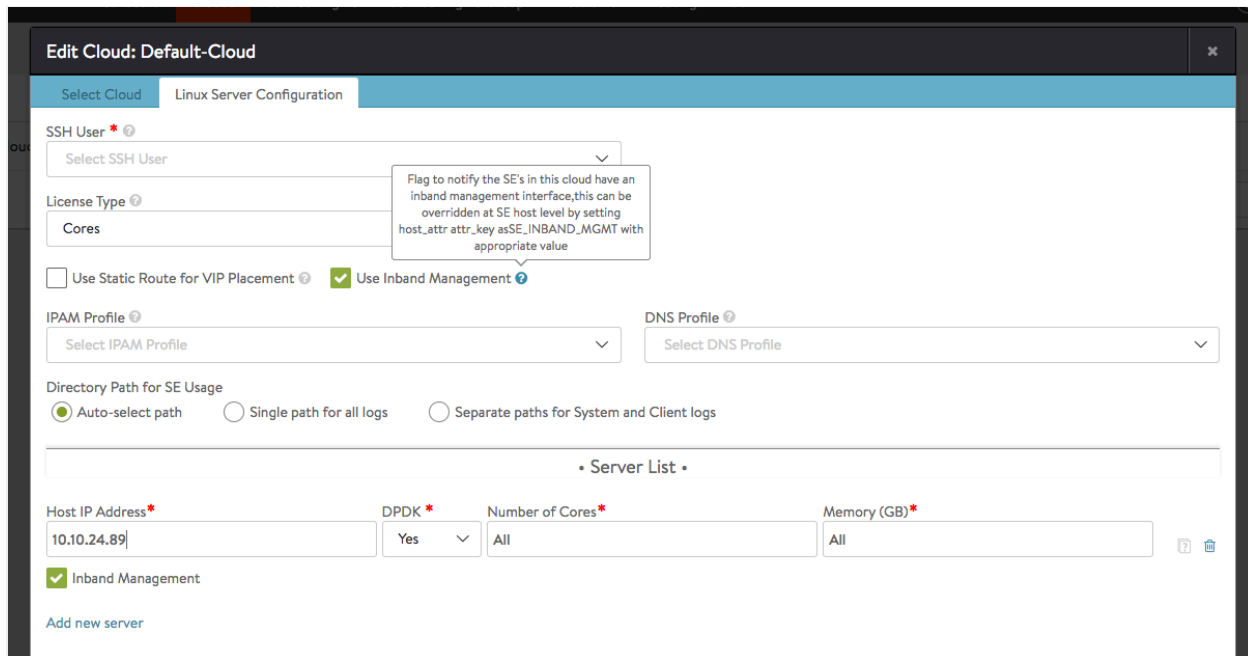 Edit Cloud: Default-Cloud
Select Cloud
Linux Server Configuration
SSH User *
Select SSH User
Flag to notify the SE's in this cloud have an
inband management interface,this can be
overridden at SE host level by setting
host_attr attr_key asSE_INBAND_MGMT with
appropriate value
License Type
Cores
Use Static Route for VIP Placement
Use Inband Management
IPAM Profile
DNS Profile
Select IPAM Profile
Select DNS Profile
Directory Path for SE Usage
Auto-select path
Single path for all logs
Separate paths for System and Client logs
• Server List •
Host IP Address*
DPDK *
Number of Cores*
Memory (GB)*
10.10.24.89
Yes
All
All
Inband Management
Add new server